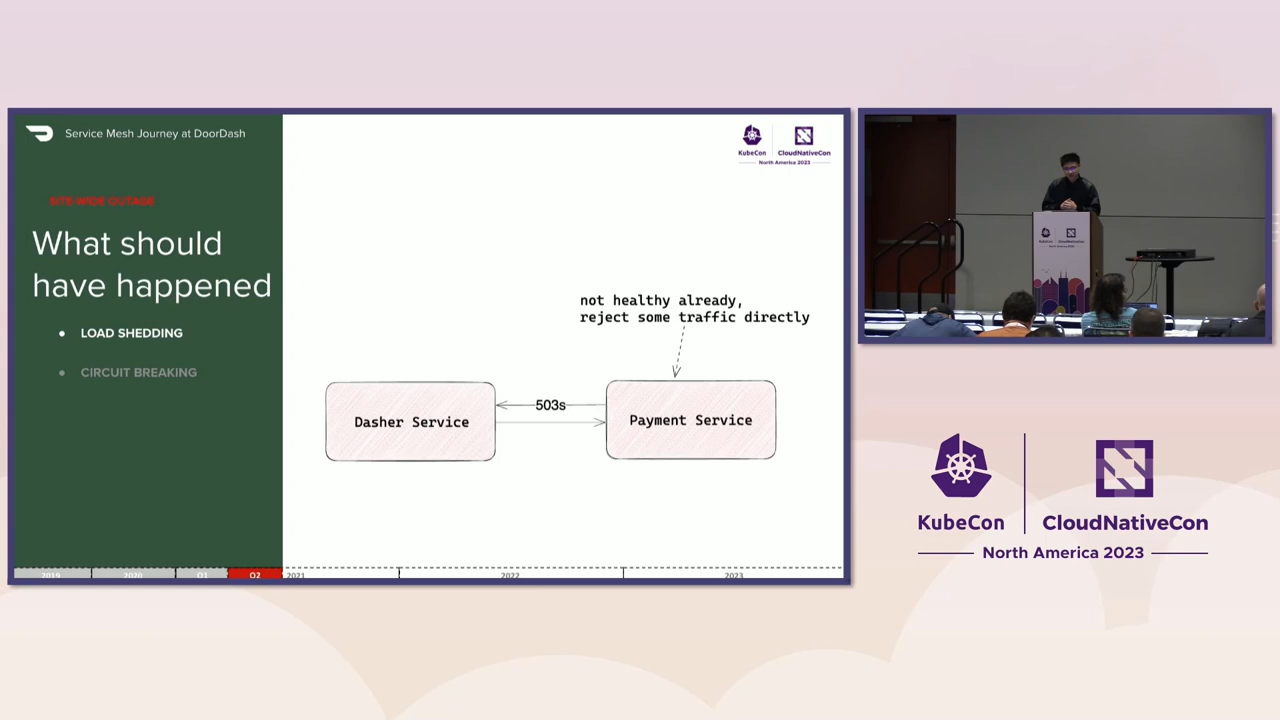 Service Mesh Journey at DoorDash
SITE-WIDE OUTAGE
What should
have happened
• LOAD SHEDDING
• CIRCUIT BREAKING
KubeCon
CloudNativeCon
North America 2023
not healthy already,
reject some traffic directly
503s
Dasher Service
Payment Service
2019
2020
Q1
Q2
2021
2022
2023
KubeCon
CloudNativeCon
North America 2023